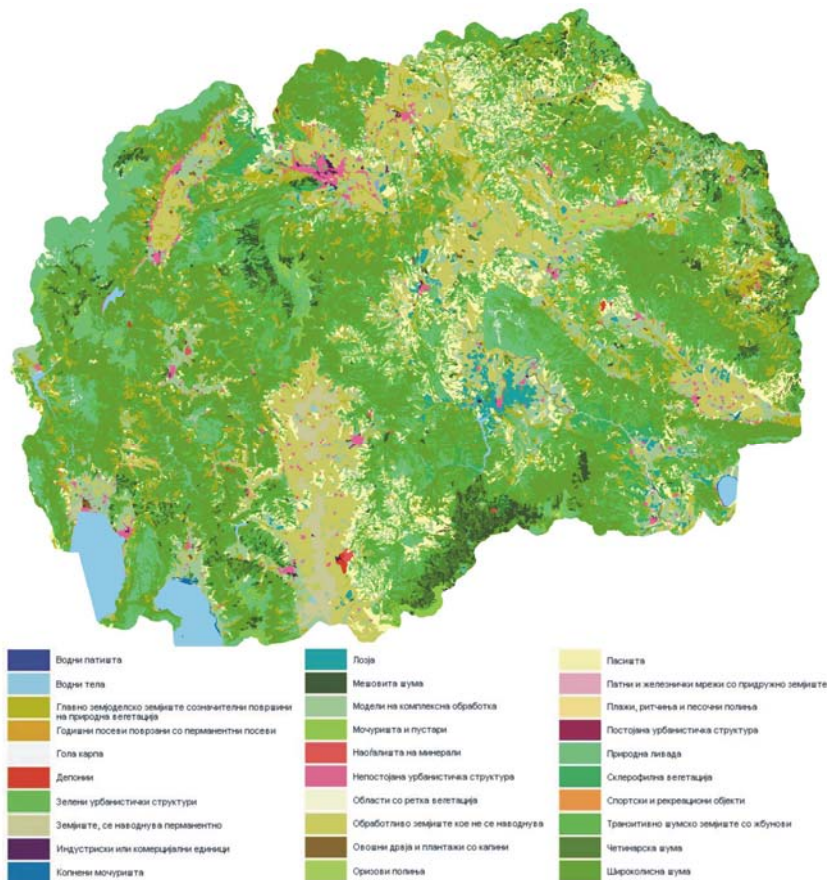 Водни патишта
Водни тела
Главно земјоделско земјиште созначителни површини
на природна вегетација
Годишни посеви поврзани со перманентни посеви
Гола карпа
Депонии
Зелени урбанистички структури
Земјиште, се наводнува перманентно
Индустриски или комерцијални единици
Копнени мочуришта
Лозја
Мешовита шума
Модели на комплексна обработка
Мочуришта и пустари
Наоѓалишта на минерали
Непостојана урбанистичка структура
Области со ретка вегетација
Обработливо земјиште кое не се наводнува
Овошни древја и плантажи со капини
Оризови полиња
Пасишта
Патни и железнички мрежи со придружно земјиште
Плажи, ритчиња и песочни полиња
Постојана урбанистичка структура
Природна ливада
Склерофилна вегетација
Спортски и рекреациони објекти
Транзитивно шумско земјиште со жбунови
Четинарска шума
Широколисна шума